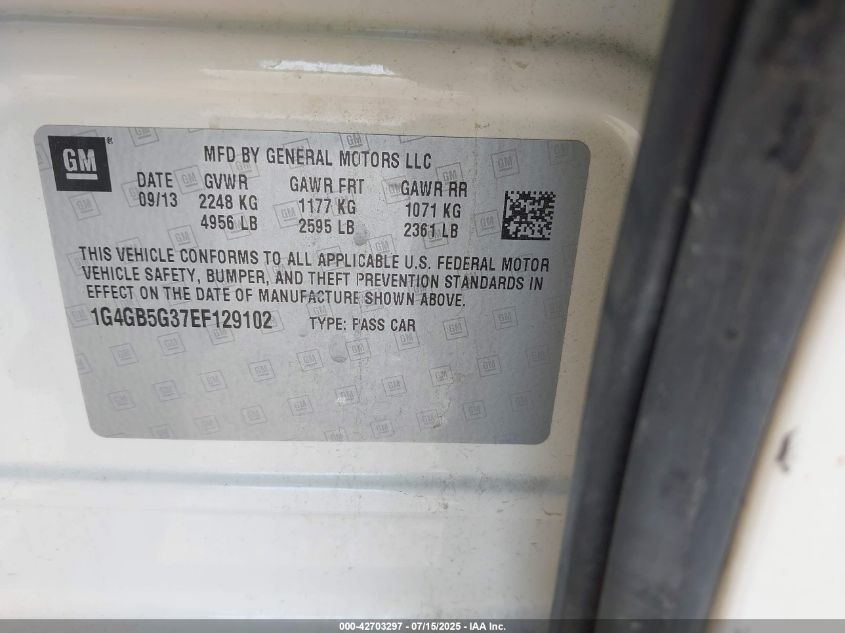 GM ®
MFD BY GENERAL MOTORS LLC
DATE GVWR GAWR FRT GAWR RR
09/13 2248 KG 1177 KG 1071 KG
4956 LB 2595 LB 2361 LB
THIS VEHICLE CONFORMS TO ALL APPLICABLE U.S. FEDERAL MOTOR
VEHICLE SAFETY, BUMPER, AND THEFT PREVENTION STANDARDS IN
EFFECT ON THE DATE OF MANUFACTURE SHOWN ABOVE.
1G4GB5G37EF129102 TYPE: PASS CAR
000-42703297 - 07/15/2025 - IAA Inc.